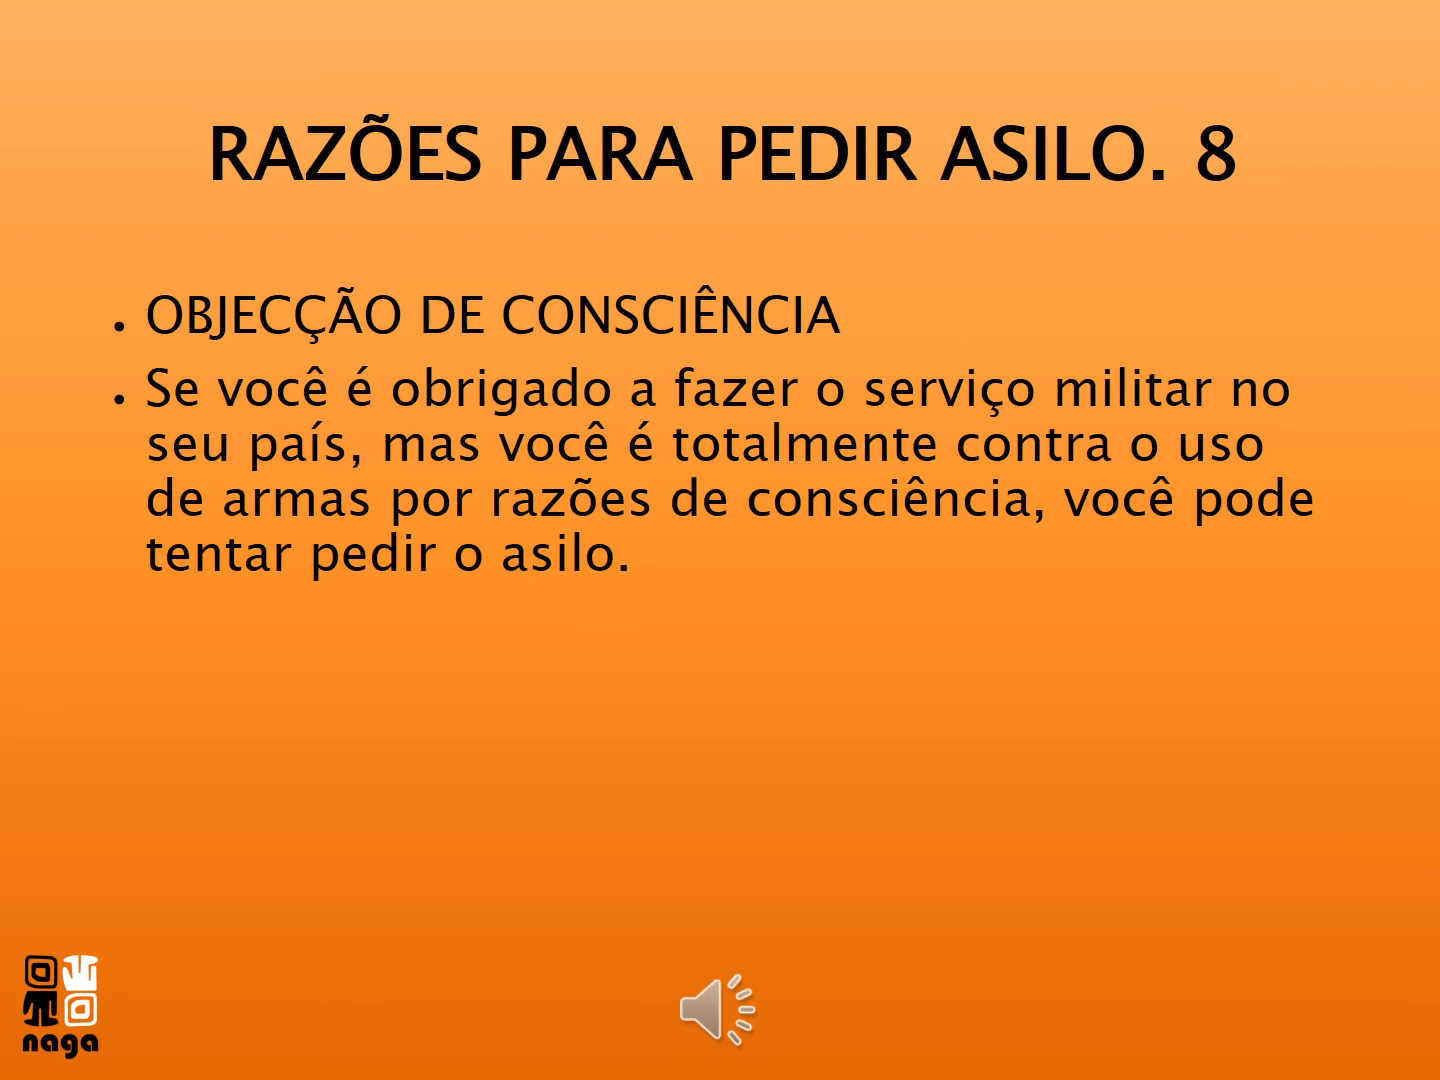 RAZÕES PARA PEDIR ASILO. 8
• OBJECÇÃO DE CONSCIÊNCIA
• Se você é obrigado a fazer o serviço militar no
seu país, mas você é totalmente contra o uso
de armas por razões de consciência, você pode
tentar pedir o asilo.
naga